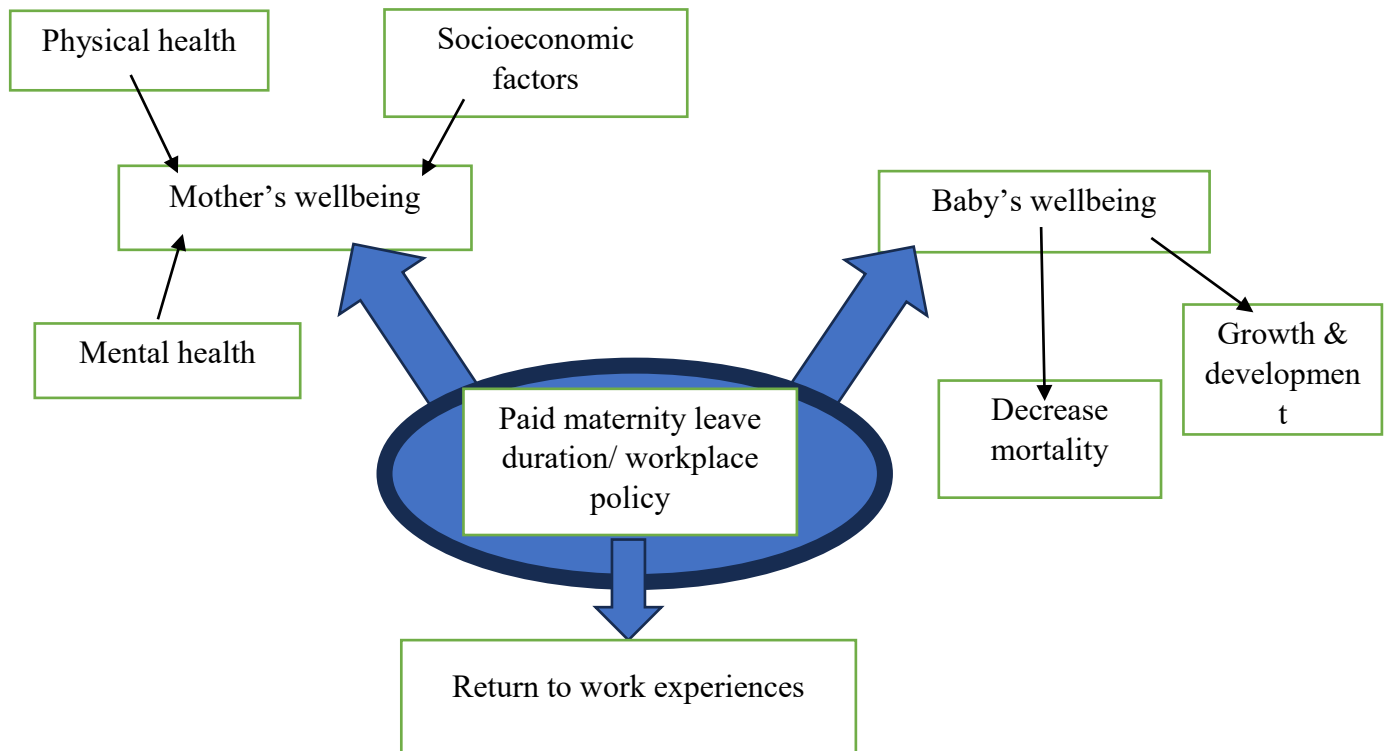 Physical health
Socioeconomic
factors
Mother’s wellbeing
Baby’s wellbeing
Mental health
Growth &
developmen
t
Decrease
mortality
Paid maternity leave
duration/ workplace
policy
Return to work experiences